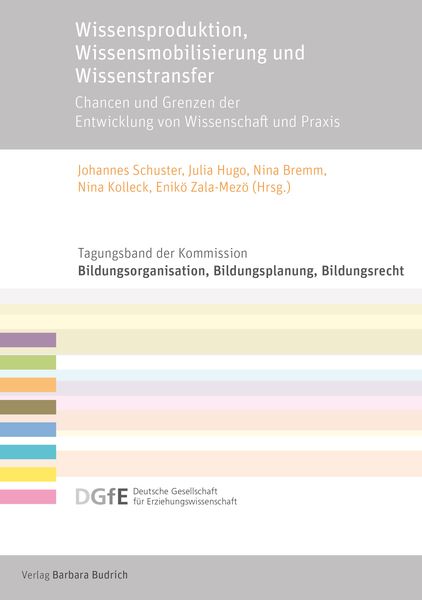 Wissensproduktion,
Wissensmobilisierung und
Wissenstransfer
Chancen und Grenzen der
Entwicklung von Wissenschaft und Praxis
Johannes Schuster, Julia Hugo, Nina Bremm,
Nina Kolleck, Enikö Zala-Mezö (Hrsg.)
Tagungsband der Kommission
Bildungsorganisation, Bildungsplanung, Bildungsrecht
DGfE Deutsche Gesellschaft
für Erziehungswissenschaft
Verlag Barbara Budrich